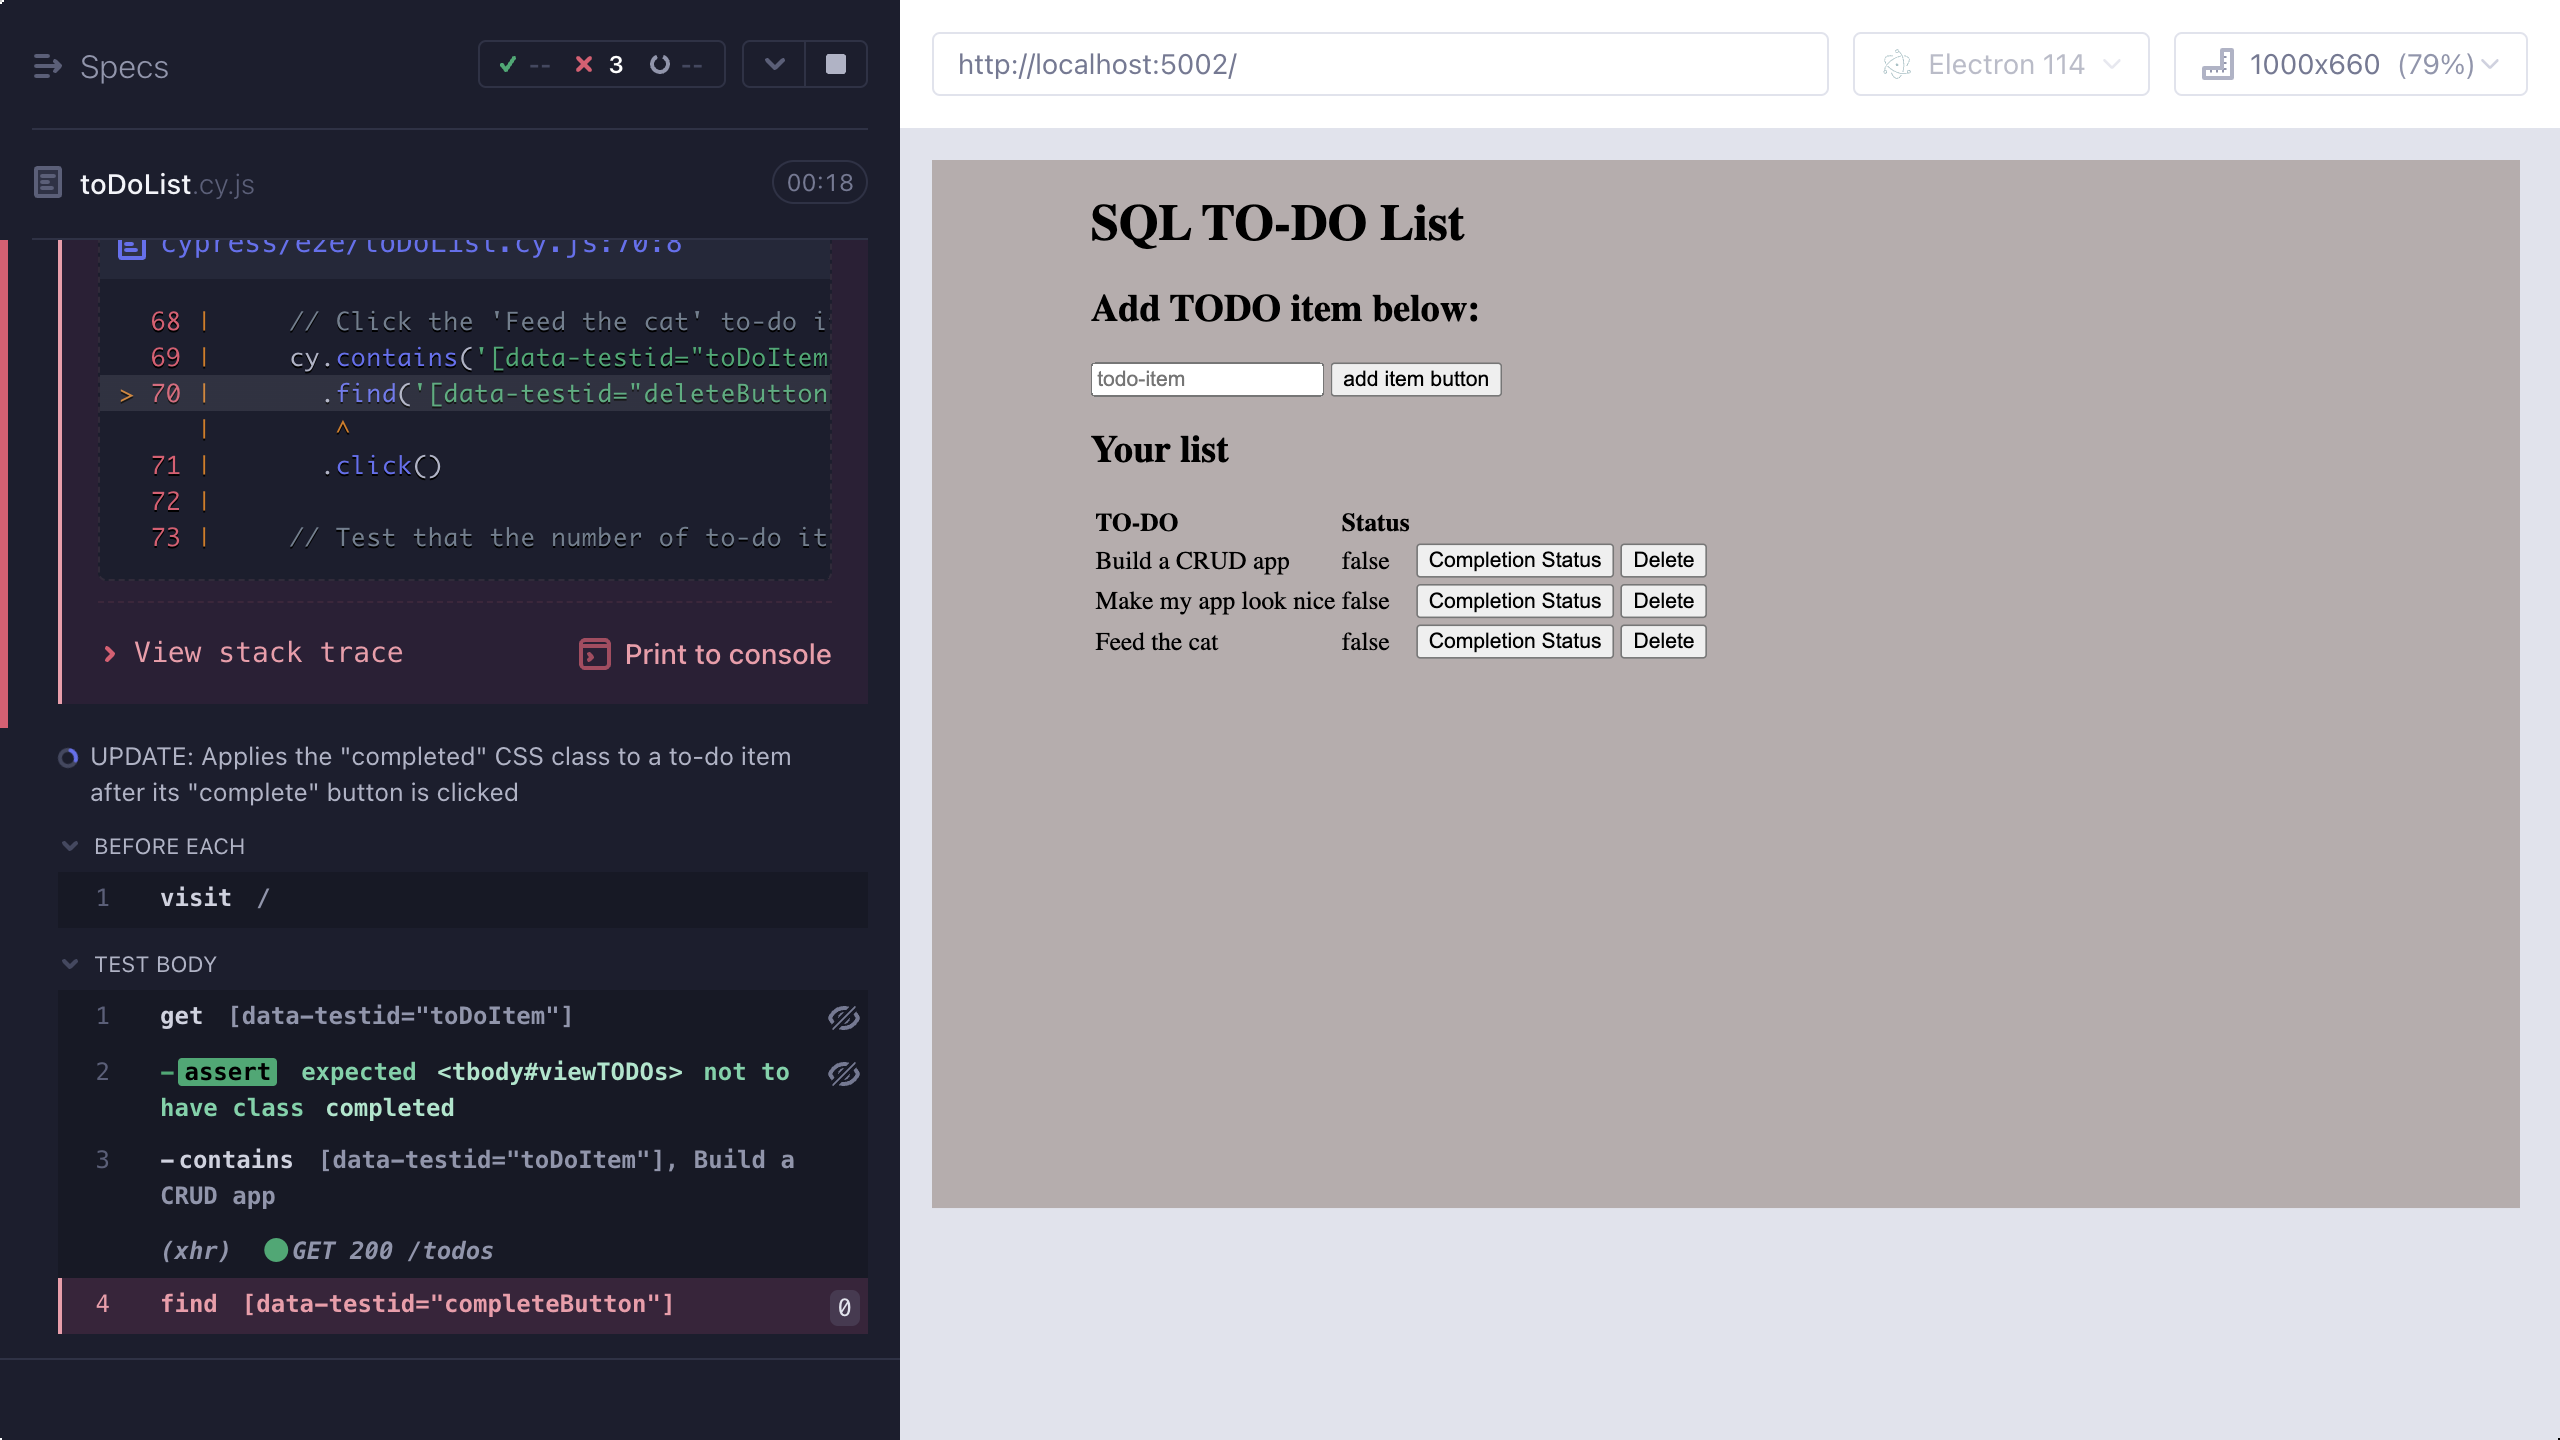 Specs
-- 3 --
toDoList.cy.js
00:18
cypress/e2e/toDoList.cy.js:70:8
68 | // Click the 'Feed the cat' to-do i
69 | cy.contains('[data-testid="toDoItem
> 70 | .find('[data-testid="deleteButton
| ^
71 | .click()
72 |
73 | // Test that the number of to-do it
View stack trace
Print to console
UPDATE: Applies the "completed" CSS class to a to-do item
after its "complete" button is clicked
BEFORE EACH
1 visit /
TEST BODY
1 get [data-testid="toDoItem"]
2 -assert expected <tbody#viewTODOs> not to
have class completed
3 -contains [data-testid="toDoItem"], Build a
CRUD app
(xhr) GET 200 /todos
4 find [data-testid="completeButton"] 0
http://localhost:5002/
Electron 114
1000x660 (79%)
SQL TO-DO List
Add TODO item below:
todo-item add item button
Your list
TO-DO Status
Build a CRUD app false Completion Status Delete
Make my app look nice false Completion Status Delete
Feed the cat false Completion Status Delete